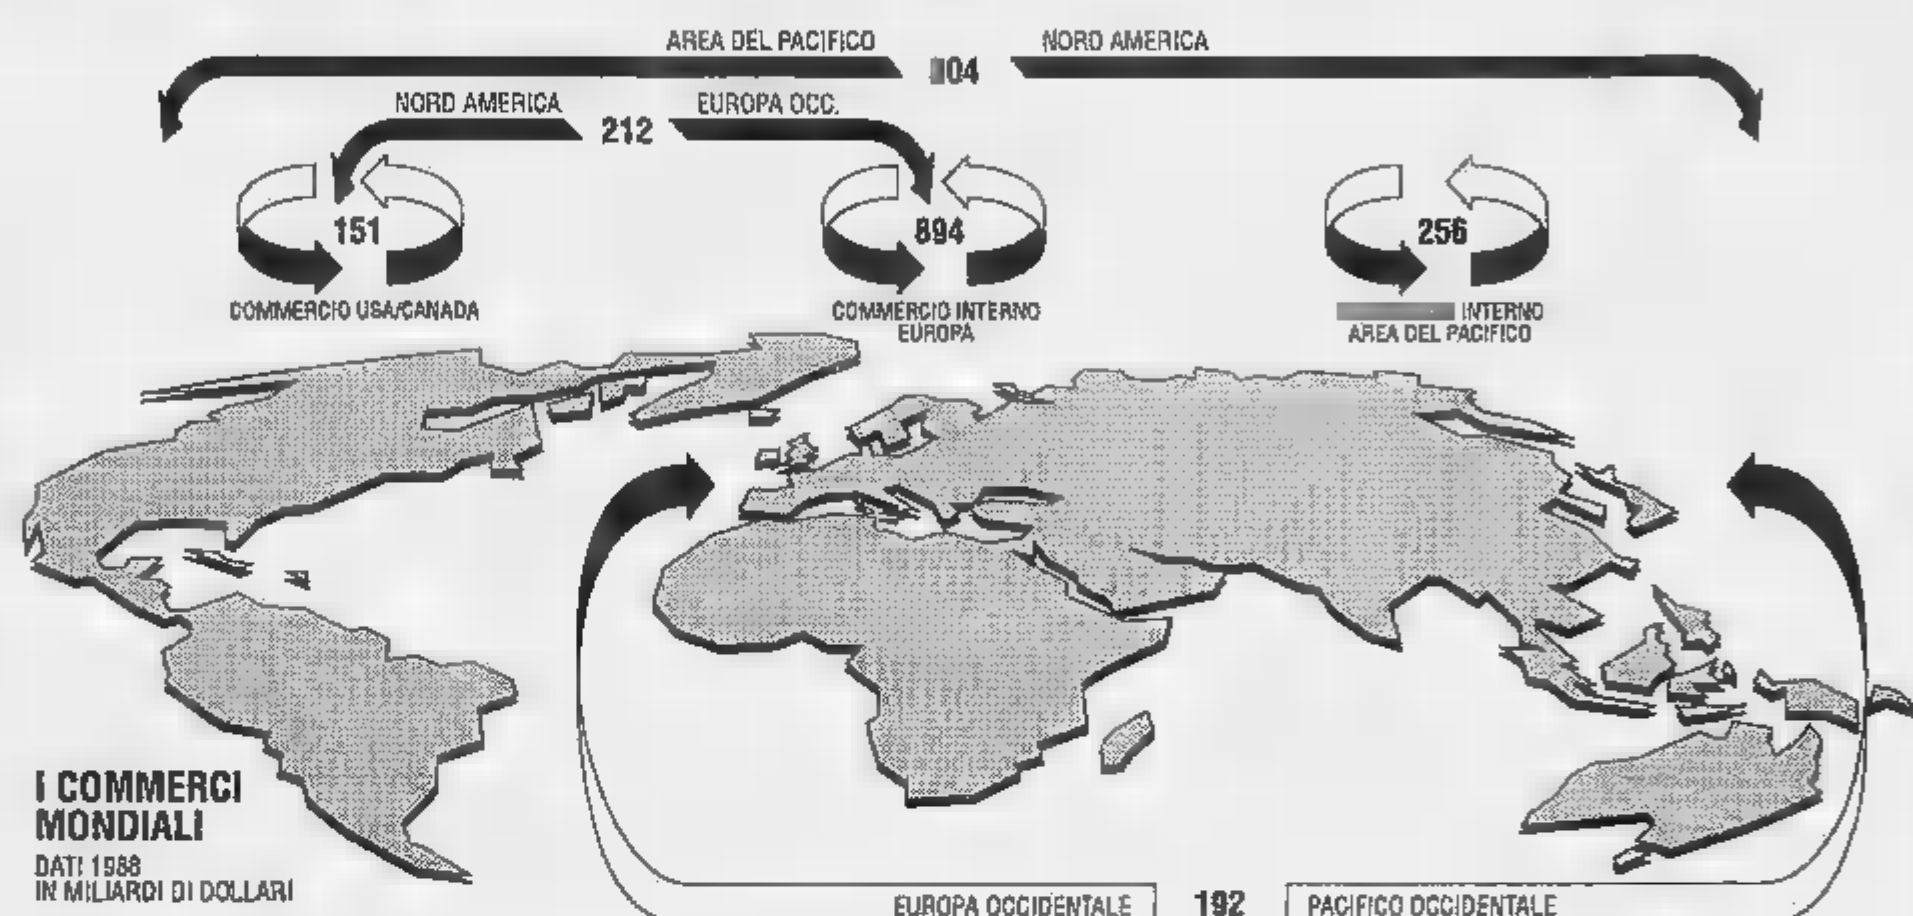 AREA DEL PACIFICO
NORD AMERICA
NORD AMERICA
EUROPA OCC.
212
151
894
256
COMMERCIO USA/CANADA
COMMERCIO INTERNO
EUROPA
INTERNO
AREA DEL PACIFICO
I COMMERCI
MONDIALI
DATI 1988
IN MILIARDI DI DOLLARI
EUROPA OCCIDENTALE
192
PACIFICO OCCIDENTALE